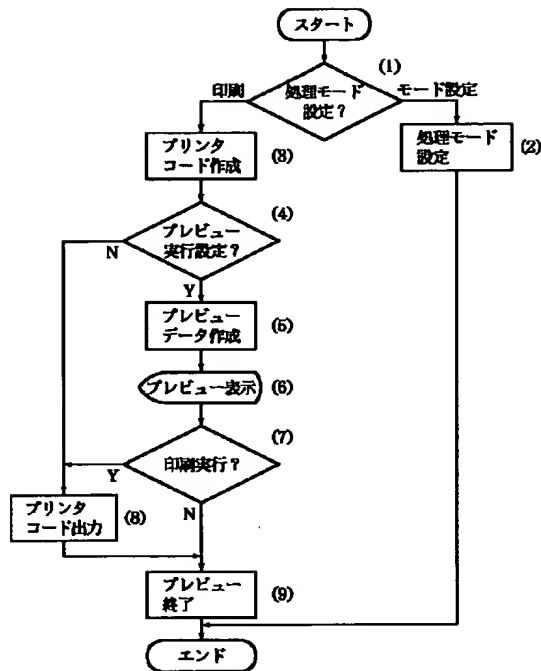 スタート
(1)
印刷
処理モード
設定?
モード設定
プリンタ
コード作成
(3)
処理モード
設定
(2)
(4)
プレビュー
実行設定?
N
Y
プレビュー
データ作成
(5)
プレビュー表示
(6)
(7)
印刷実行?
Y
N
プリンタ
コード出力
(8)
プレビュー
終了
(9)
エンド